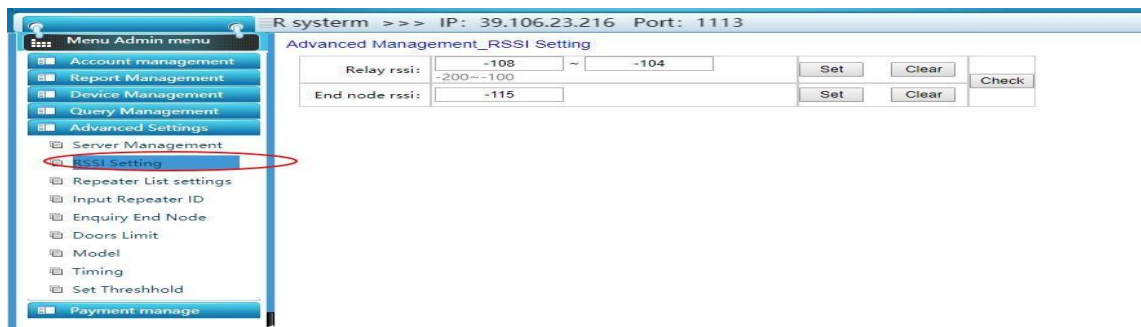 R systerm >>> IP: 39.106.23.216 Port: 1113
Menu Admin menu
Account management
Report Management
Device Management
Query Management
Advanced Settings
Server Management
RSSI Setting
Repeater List settings
Input Repeater ID
Enquiry End Node
Doors Limit
Model
Timing
Set Threshhold
Payment manage
Advanced Management_RSSI Setting
Relay rssi: -108 ~ -104 Set Clear
-200~-100
Check
End node rssi: -115 Set Clear